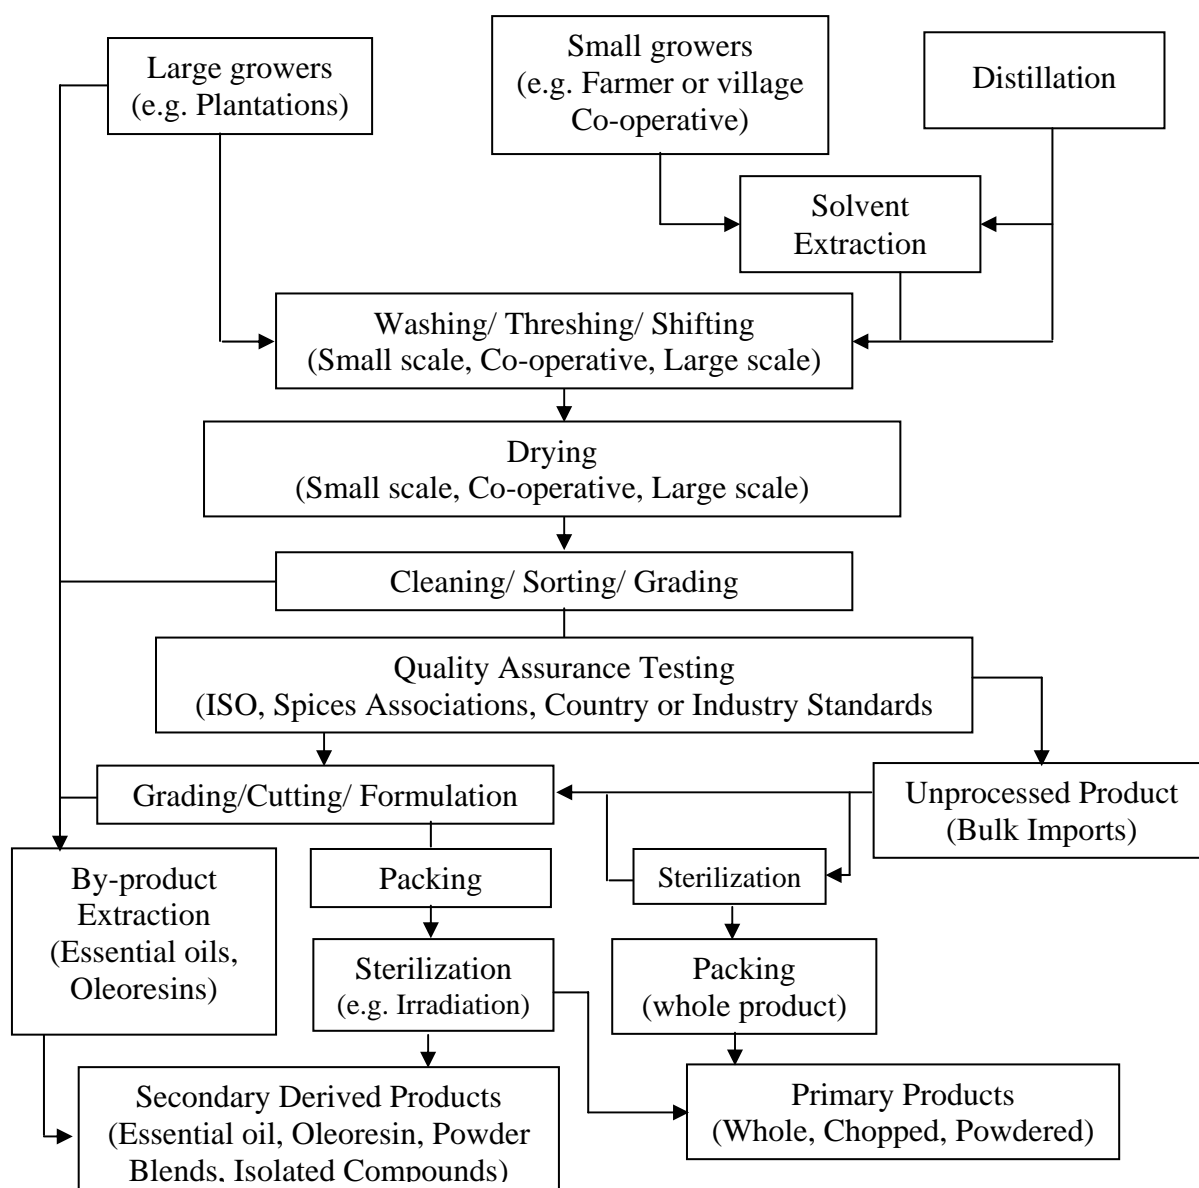 Large growers
(e.g. Plantations)
Small growers
(e.g. Farmer or village
Co-operative)
Distillation
Solvent
Extraction
Washing/ Threshing/ Shifting
(Small scale, Co-operative, Large scale)
Drying
(Small scale, Co-operative, Large scale)
Cleaning/ Sorting/ Grading
Quality Assurance Testing
(ISO, Spices Associations, Country or Industry Standards
Grading/Cutting/ Formulation
Unprocessed Product
(Bulk Imports)
By-product
Extraction
(Essential oils,
Oleoresins)
Packing
Sterilization
Sterilization
(e.g. Irradiation)
Packing
(whole product)
Secondary Derived Products
(Essential oil, Oleoresin, Powder
Blends, Isolated Compounds)
Primary Products
(Whole, Chopped, Powdered)